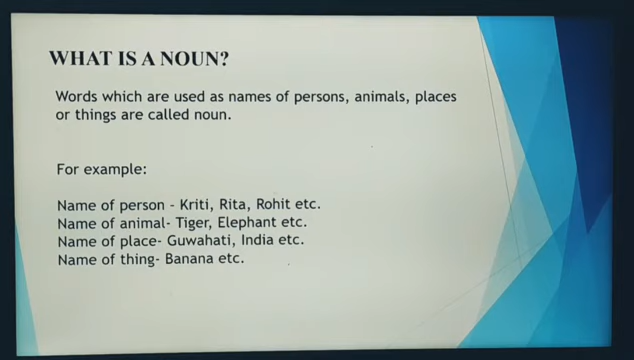 WHAT IS A NOUN?
Words which are used as names of persons, animals, places
or things are called noun.
For example:
Name of person - Kriti, Rita, Rohit etc.
Name of animal- Tiger, Elephant etc.
Name of place- Guwahati, India etc.
Name of thing- Banana etc.